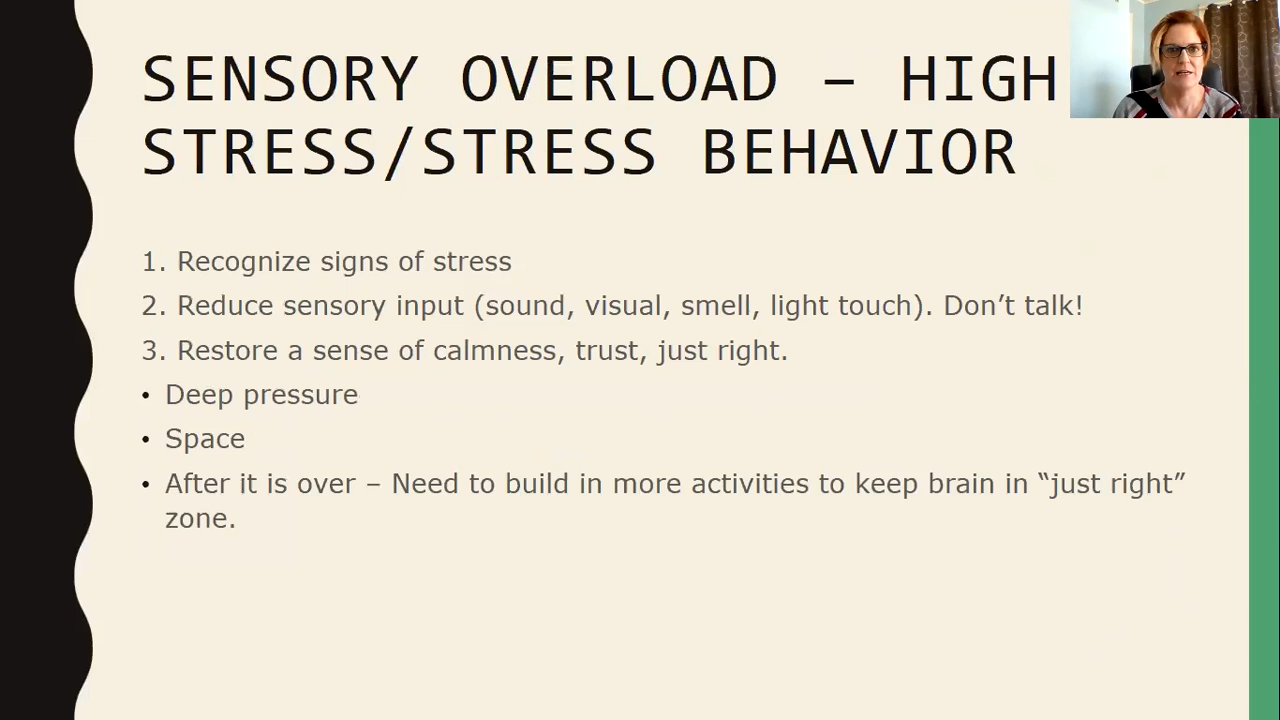 SENSORY OVERLOAD – HIGH
STRESS/STRESS BEHAVIOR
1. Recognize signs of stress
2. Reduce sensory input (sound, visual, smell, light touch). Don’t talk!
3. Restore a sense of calmness, trust, just right.
• Deep pressure
• Space
• After it is over – Need to build in more activities to keep brain in “just right”
zone.